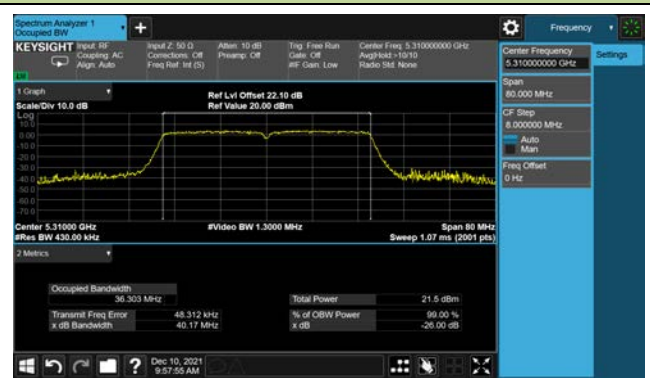 Spectrum Analyzer 1
Occupied BW
Frequency
KEYSIGHT
Input: RF
Coupling: AC
Align: Auto
Input Z: 50 Ω
Corrections: Off
Freq Ref: Int (S)
Atten: 10 dB
Preamp: Off
Trig: Free Run
Gate: Off
#IF Gain: Low
Center Freq: 5.310000000 GHz
Avg|Hold:>10/10
Radio Std: None
Center Frequency
5.310000000 GHz
Settings
Span
80.000 MHz
CF Step
8.000000 MHz
Auto
Man
Freq Offset
0 Hz
1 Graph
Scale/Div 10.0 dB
Ref Lvl Offset 22.10 dB
Ref Value 20.00 dBm
Log
10.0
0.00
-10.0
-20.0
-30.0
-40.0
-50.0
-60.0
-70.0
Center 5.31000 GHz
#Res BW 430.00 kHz
#Video BW 1.3000 MHz
Span 80 MHz
Sweep 1.07 ms (2001 pts)
2 Metrics
Occupied Bandwidth
36.303 MHz
Total Power 21.5 dBm
Transmit Freq Error 48.312 kHz
% of OBW Power 99.00 %
x dB Bandwidth 40.17 MHz
x dB -26.00 dB
?
Dec 10, 2021
9:57:55 AM